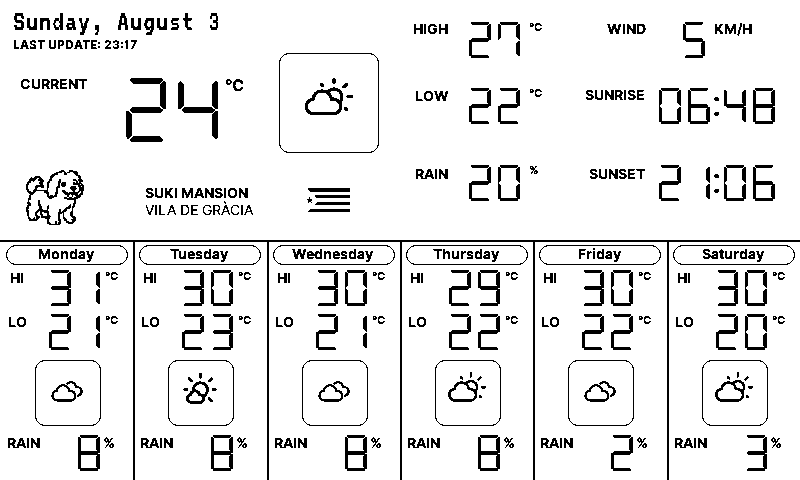 Sunday, August 3
LAST UPDATE: 23:17
CURRENT 24 °C
HIGH 27 °C
LOW 22 °C
RAIN 20 %
WIND 5 KM/H
SUNRISE 06:48
SUNSET 21:06
SUKI MANSION
VILA DE GRÀCIA
Monday
HI 31 °C
LO 21 °C
RAIN 8 %
Tuesday
HI 30 °C
LO 23 °C
RAIN 8 %
Wednesday
HI 30 °C
LO 21 °C
RAIN 8 %
Thursday
HI 29 °C
LO 22 °C
RAIN 8 %
Friday
HI 30 °C
LO 22 °C
RAIN 2 %
Saturday
HI 30 °C
LO 20 °C
RAIN 3 %